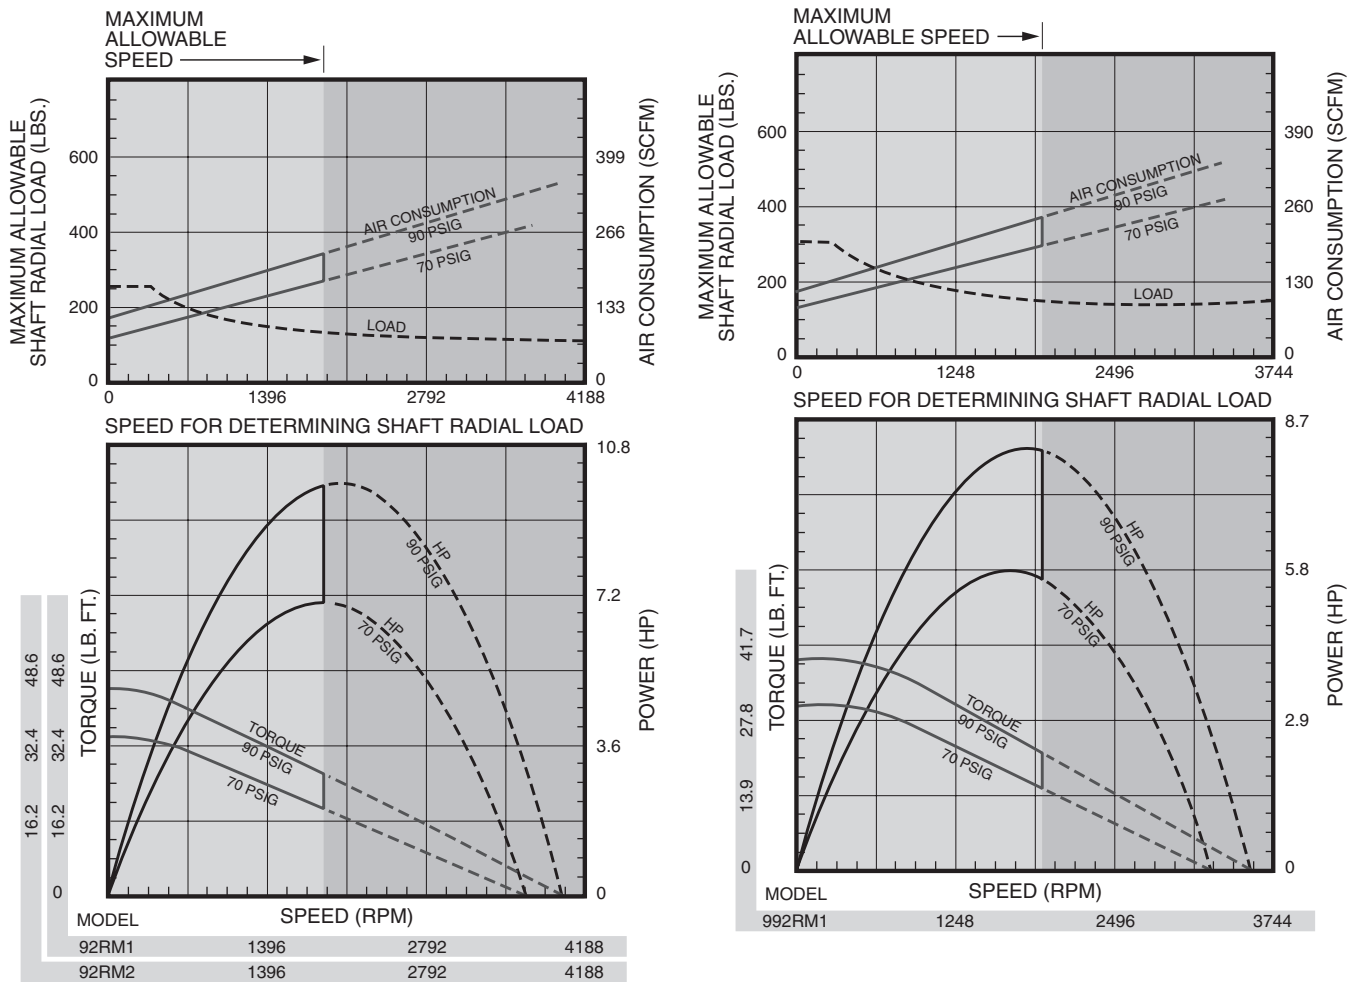 MAXIMUM
ALLOWABLE
SPEED
MAXIMUM ALLOWABLE
SHAFT RADIAL LOAD (LBS.)
600
400
200
0
399
266
133
0
AIR CONSUMPTION (SCFM)
AIR CONSUMPTION
90 PSIG
70 PSIG
LOAD
0 1396 2792 4188
SPEED FOR DETERMINING SHAFT RADIAL LOAD
10.8
7.2
3.6
0
POWER (HP)
HP
90 PSIG
HP
70 PSIG
TORQUE
90 PSIG
70 PSIG
TORQUE (LB. FT.)
48.6 48.6
32.4 32.4
16.2 16.2
0
MODEL SPEED (RPM)
92RM1 1396 2792 4188
92RM2 1396 2792 4188
MAXIMUM
ALLOWABLE SPEED
MAXIMUM ALLOWABLE
SHAFT RADIAL LOAD (LBS.)
600
400
200
0
390
260
130
0
AIR CONSUMPTION (SCFM)
AIR CONSUMPTION
90 PSIG
70 PSIG
LOAD
0 1248 2496 3744
SPEED FOR DETERMINING SHAFT RADIAL LOAD
8.7
5.8
2.9
0
POWER (HP)
HP
90 PSIG
HP
70 PSIG
TORQUE
90 PSIG
70 PSIG
TORQUE (LB. FT.)
41.7
27.8
13.9
0
MODEL SPEED (RPM)
992RM1 1248 2496 3744